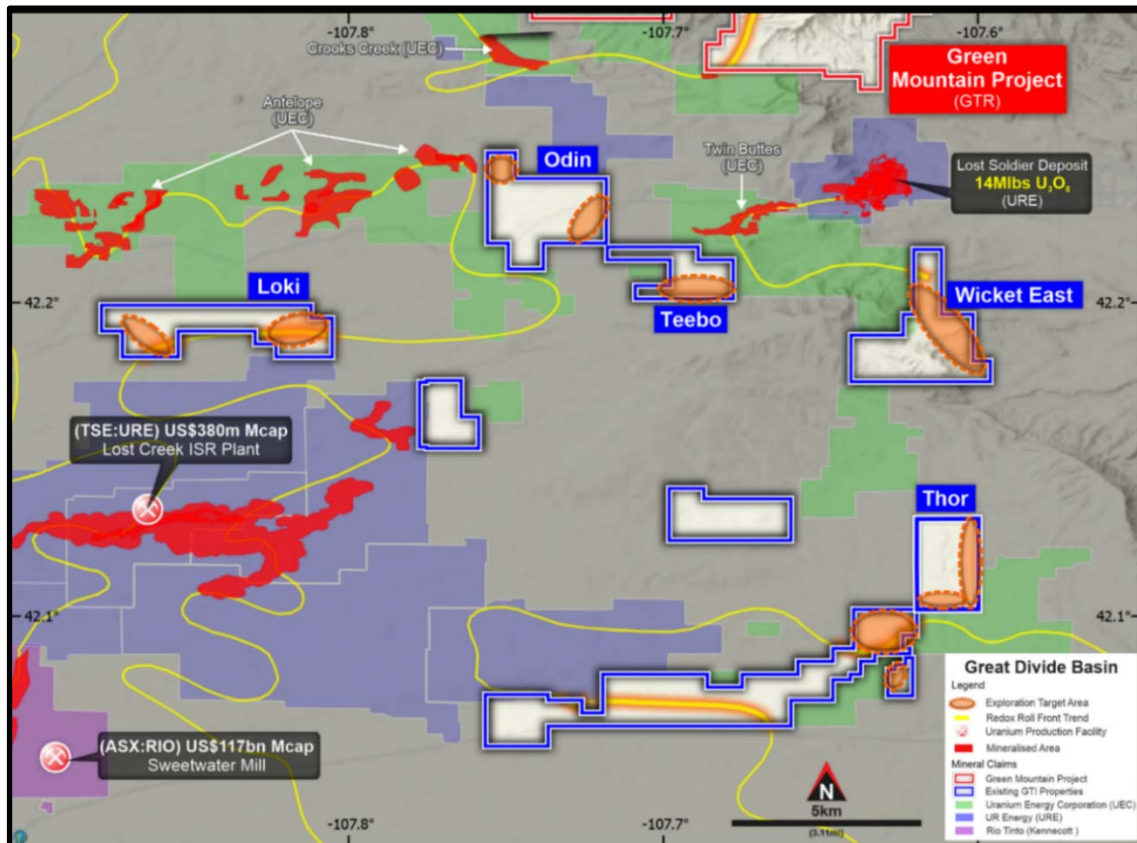 -107.8°
-107.7°
-107.6°
Crooks Creek (UEC)
Green
Mountain Project
(GTR)
Antelope
(UEC)
Odin
Twin Buttes
(UEC)
Lost Soldier Deposit
14Mlbs U₃O₈
(URE)
42.2°
Loki
Teebo
Wicket East
42.2°
(TSE:URE) US$380m Mcap
Lost Creek ISR Plant
Thor
42.1°
42.1°
(ASX:RIO) US$117bn Mcap
Sweetwater Mill
-107.8°
-107.7°
N
5km
(3.11mi)
Great Divide Basin
Legend
Exploration Target Area
Redox Roll Front Trend
Uranium Production Facility
Mineralised Area
Mineral Claims
Green Mountain Project
Existing GTI Properties
Uranium Energy Corporation (UEC)
UR Energy (URE)
Rio Tinto (Kennecott )